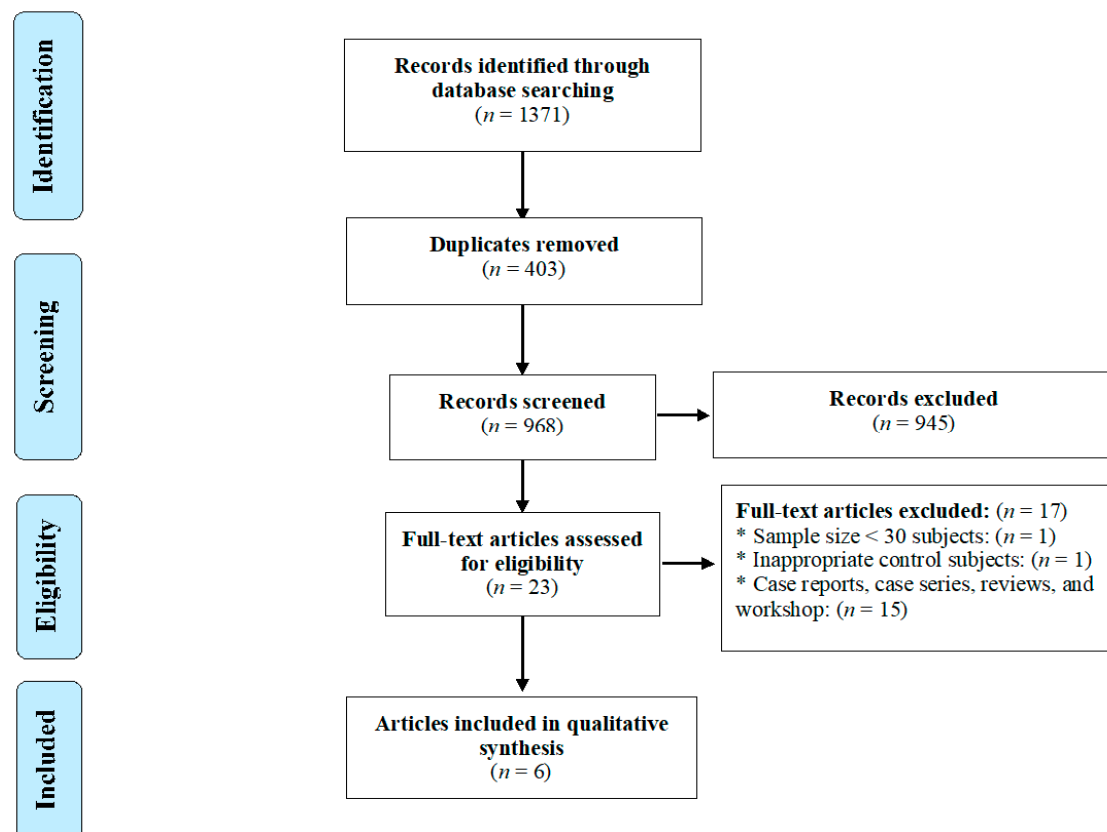 Identification
Records identified through
database searching
(n = 1371)
Duplicates removed
(n = 403)
Screening
Records screened
(n = 968)
Records excluded
(n = 945)
Eligibility
Full-text articles assessed
for eligibility
(n = 23)
Full-text articles excluded: (n = 17)
* Sample size < 30 subjects: (n = 1)
* Inappropriate control subjects: (n = 1)
* Case reports, case series, reviews, and
workshop: (n = 15)
Included
Articles included in qualitative
synthesis
(n = 6)